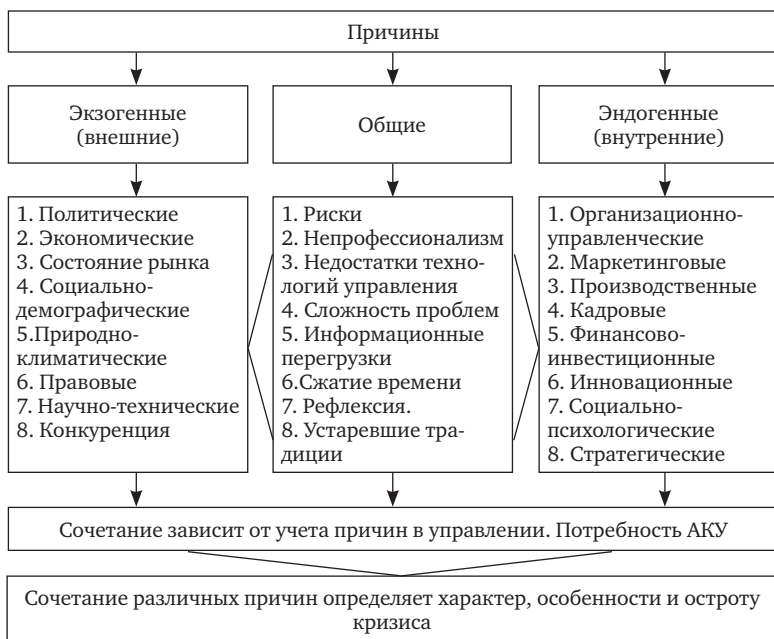 Причины
Экзогенные
(внешние)
Общие
Эндогенные
(внутренние)
1. Политические
2. Экономические
3. Состояние рынка
4. Социально-
демографические
5.Природно-
климатические
6. Правовые
7. Научно-технические
8. Конкуренция
1. Риски
2. Непрофессионализм
3. Недостатки техно-
логий управления
4. Сложность проблем
5. Информационные
перегрузки
6.Сжатие времени
7. Рефлексия.
8. Устаревшие тра-
диции
1. Организационно-
управленческие
2. Маркетинговые
3. Производственные
4. Кадровые
5. Финансово-
инвестиционные
6. Инновационные
7. Социально-
психологические
8. Стратегические
Сочетание зависит от учета причин в управлении. Потребность АКУ
Сочетание различных причин определяет характер, особенности и остроту
кризиса